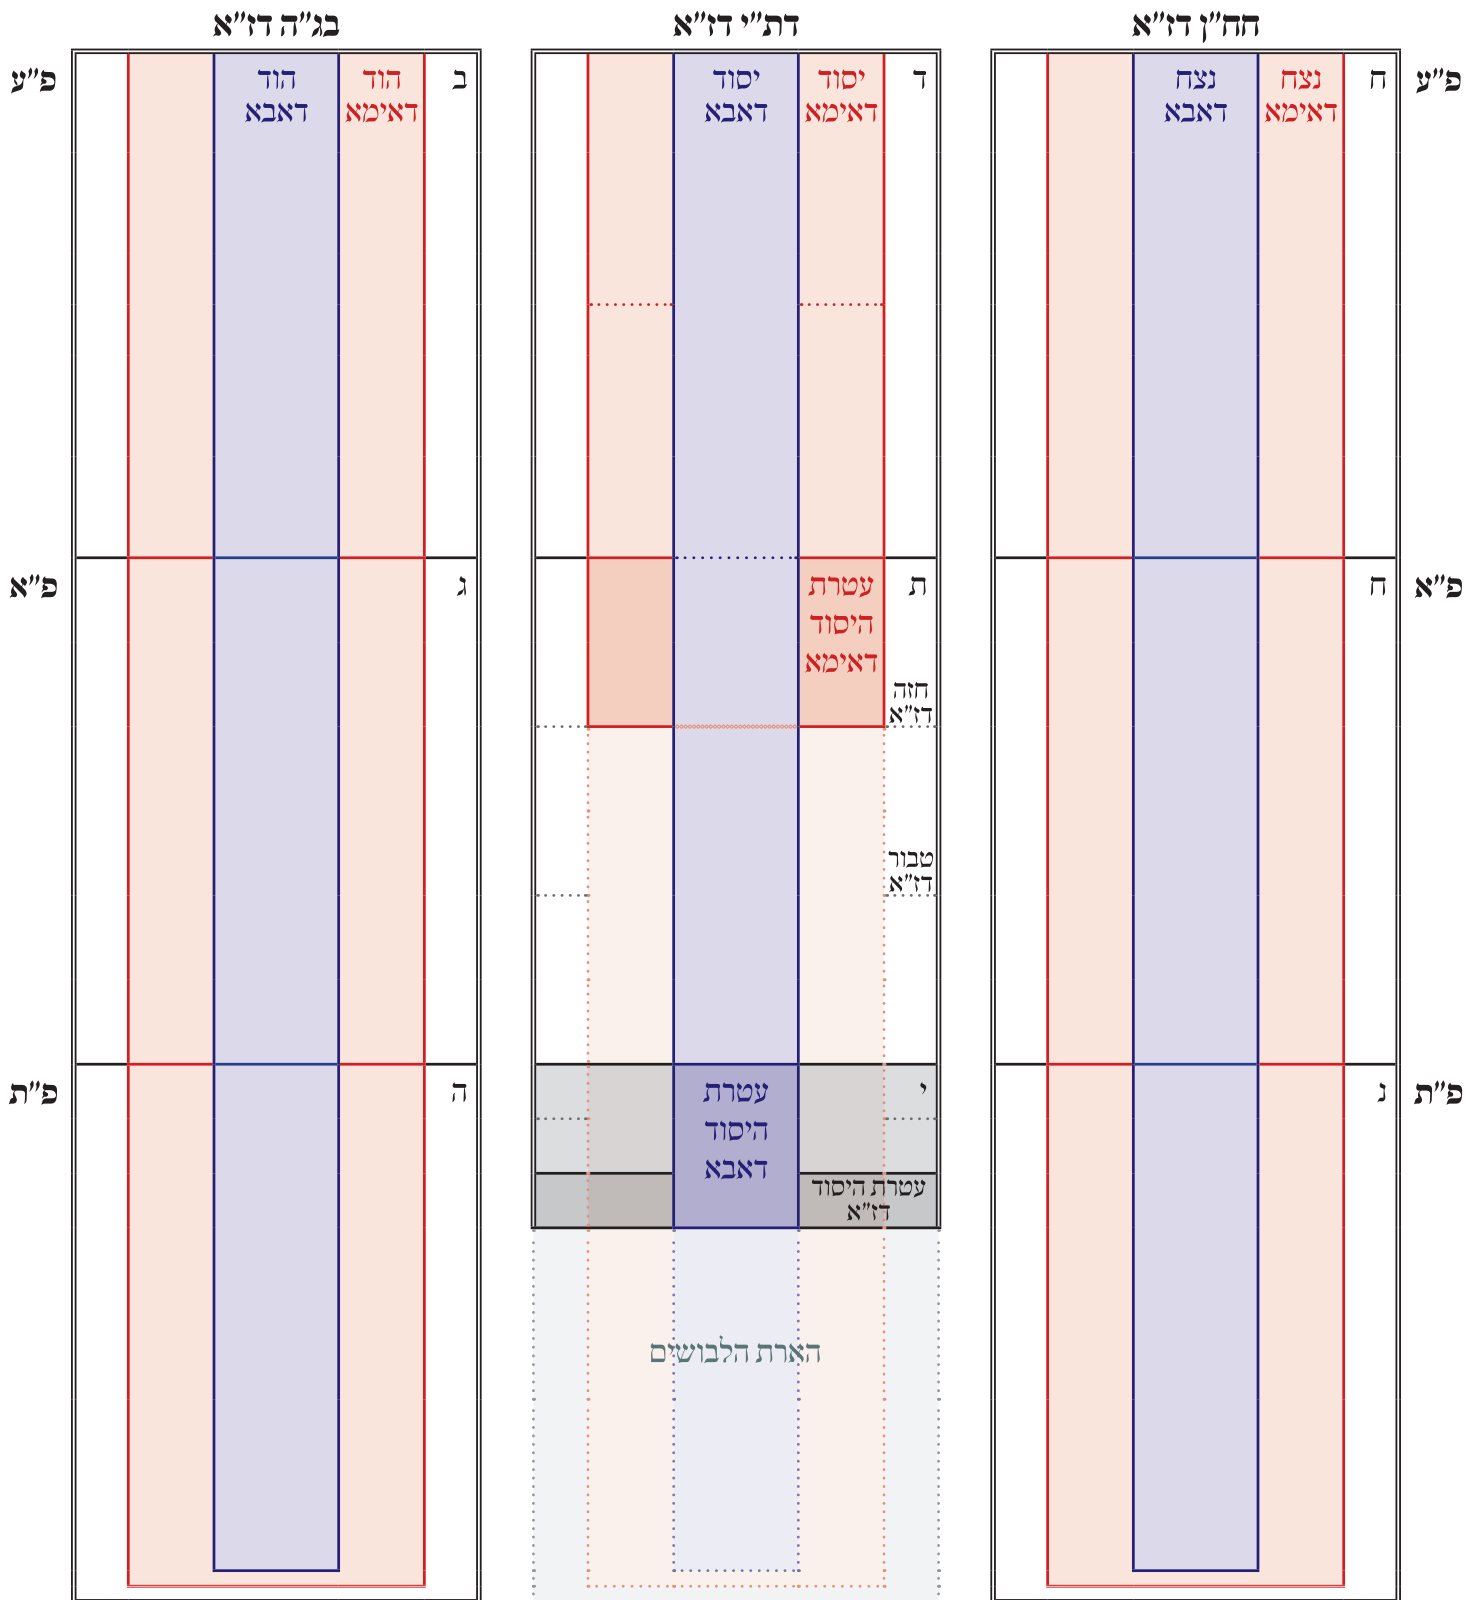 חח״ן דז״א
דת״י דז״א
בג״ה דז״א
פ״ע
ח
נצח
דאימא
נצח
דאבא
ד
יסוד
דאימא
יסוד
דאבא
ב
הוד
דאימא
הוד
דאבא
פ״ע
פ״א
ח
ת
עטרת
היסוד
דאימא
חזה
דז״א
טבור
דז״א
ג
פ״א
פ״ת
נ
י
עטרת
היסוד
דאבא
עטרת היסוד
דז״א
ה
פ״ת
הארת הלבושים